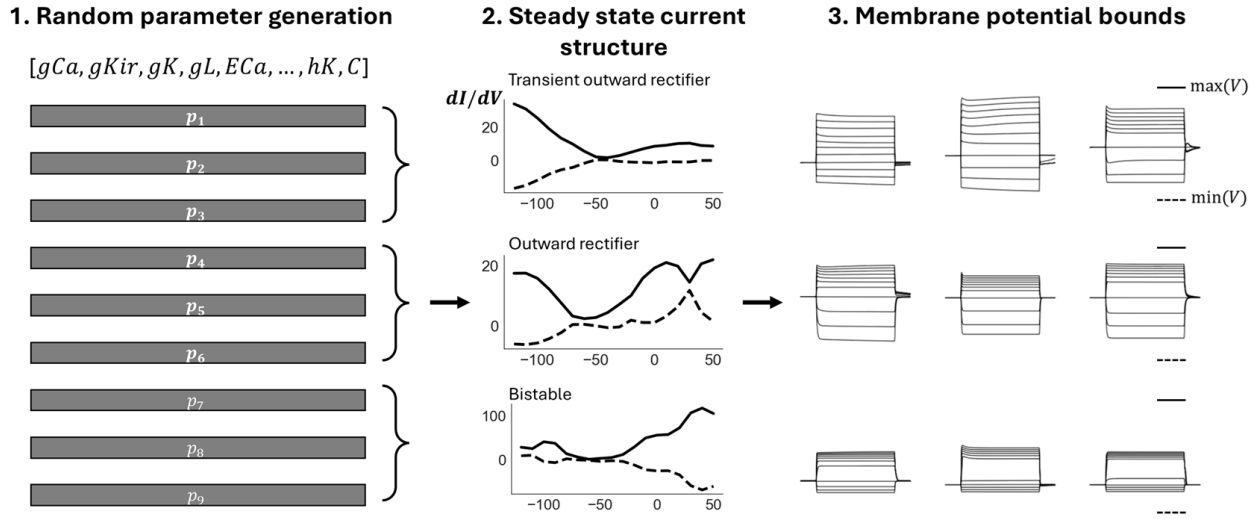 1. Random parameter generation
[gCa, gKir, gK, gL, ECa, ..., hK, C]
p1
p2
p3
p4
p5
p6
p7
p8
p9
2. Steady state current
structure
Transient outward rectifier
dI/dV
20
0
−100 −50 0 50
Outward rectifier
20
0
−100 −50 0 50
Bistable
100
0
−100 −50 0 50
3. Membrane potential bounds
max(V)
min(V)